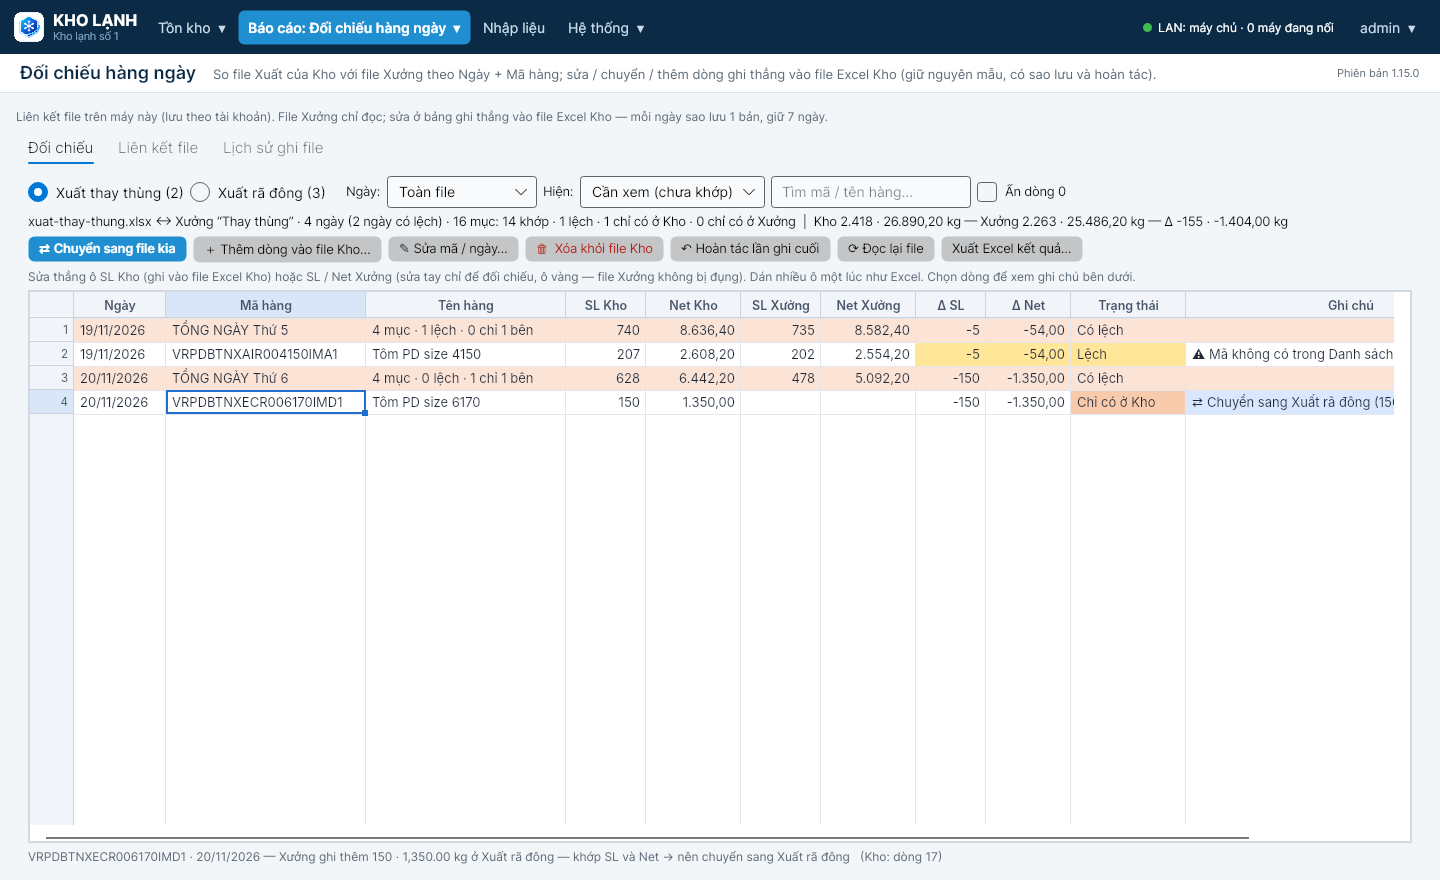 KHO LẠNH
Kho lạnh số 1
Tồn kho ▾ Báo cáo: Đối chiếu hàng ngày ▾ Nhập liệu Hệ thống ▾ LAN: máy chủ · 0 máy đang nối admin ▾
Đối chiếu hàng ngày So file Xuất của Kho với file Xưởng theo Ngày + Mã hàng; sửa / chuyển / thêm dòng ghi thẳng vào file Excel Kho (giữ nguyên mẫu, có sao lưu và hoàn tác). Phiên bản 1.15.0
Liên kết file trên máy này (lưu theo tài khoản). File Xưởng chỉ đọc; sửa ở bảng ghi thẳng vào file Excel Kho — mỗi ngày sao lưu 1 bản, giữ 7 ngày.
Đối chiếu Liên kết file Lịch sử ghi file
Xuất thay thùng (2) Xuất rã đông (3) Ngày: Toàn file Hiện: Cần xem (chưa khớp) Tìm mã / tên hàng... Ẩn dòng 0
xuat-thay-thung.xlsx ↔ Xưởng “Thay thùng” · 4 ngày (2 ngày có lệch) · 16 mục: 14 khớp · 1 lệch · 1 chỉ có ở Kho · 0 chỉ có ở Xưởng | Kho 2.418 · 26.890,20 kg — Xưởng 2.263 · 25.486,20 kg — Δ -155 · -1.404,00 kg
⇄ Chuyển sang file kia + Thêm dòng vào file Kho... ✎ Sửa mã / ngày... 🗑 Xóa khỏi file Kho ↶ Hoàn tác lần ghi cuối ⟳ Đọc lại file Xuất Excel kết quả...
Sửa thẳng ô SL Kho (ghi vào file Excel Kho) hoặc SL / Net Xưởng (sửa tay chỉ để đối chiếu, ô vàng — file Xưởng không bị đụng). Dán nhiều ô một lúc như Excel. Chọn dòng để xem ghi chú bên dưới.
Ngày Mã hàng Tên hàng SL Kho Net Kho SL Xưởng Net Xưởng Δ SL Δ Net Trạng thái Ghi chú
1 19/11/2026 TỔNG NGÀY Thứ 5 4 mục · 1 lệch · 0 chỉ 1 bên 740 8.636,40 735 8.582,40 -5 -54,00 Có lệch
2 19/11/2026 VRPDBTNXAIR004150IMA1 Tôm PD size 4150 207 2.608,20 202 2.554,20 -5 -54,00 Lệch ⚠ Mã không có trong Danh sách
3 20/11/2026 TỔNG NGÀY Thứ 6 4 mục · 0 lệch · 1 chỉ 1 bên 628 6.442,20 478 5.092,20 -150 -1.350,00 Có lệch
4 20/11/2026 VRPDBTNXECR006170IMD1 Tôm PD size 6170 150 1.350,00 -150 -1.350,00 Chỉ có ở Kho ⇄ Chuyển sang Xuất rã đông (150
VRPDBTNXECR006170IMD1 · 20/11/2026 — Xưởng ghi thêm 150 · 1,350.00 kg ở Xuất rã đông — khớp SL và Net → nên chuyển sang Xuất rã đông (Kho: dòng 17)